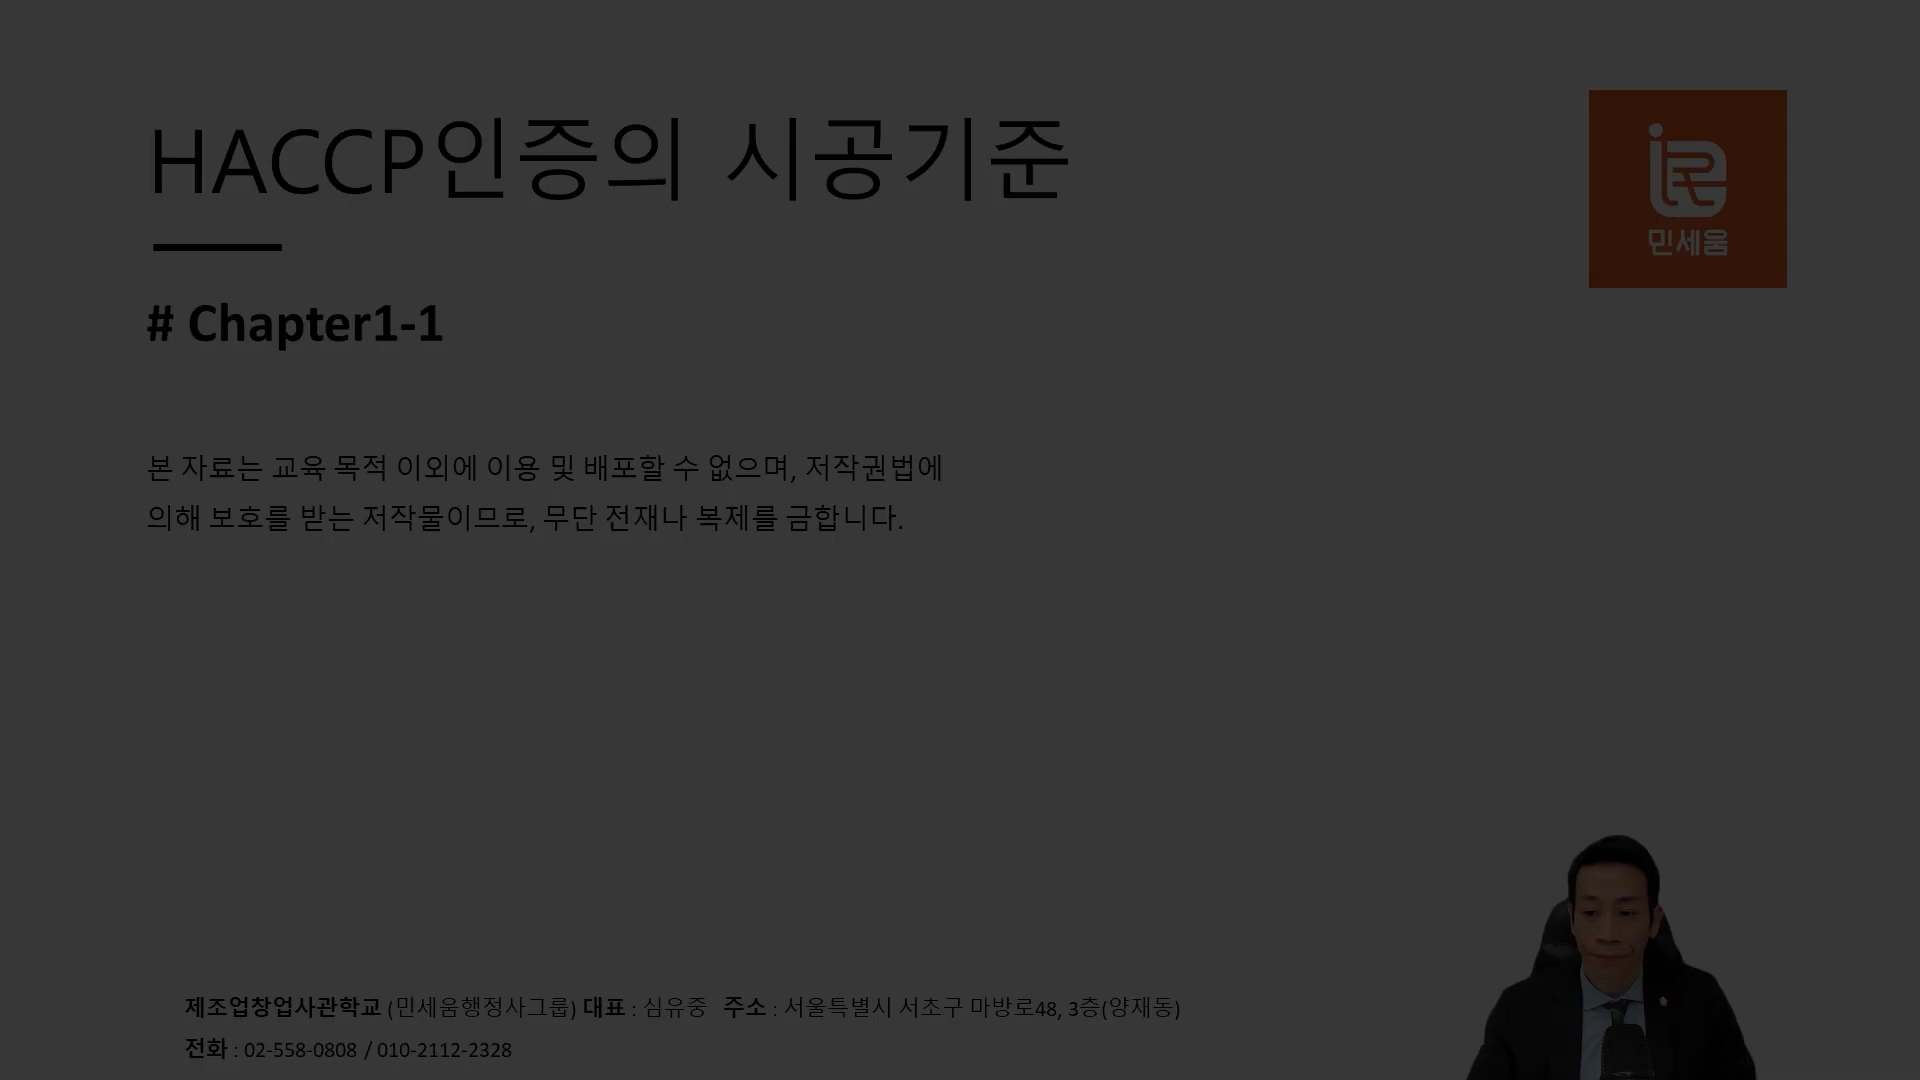 HACCP인증의 시공기준
민세움
# Chapter1-1
본 자료는 교육 목적 이외에 이용 및 배포할 수 없으며, 저작권법에
의해 보호를 받는 저작물이므로, 무단 전재나 복제를 금합니다.
제조업창업사관학교 (민세움행정사그룹) 대표 : 심유중 주소 : 서울특별시 서초구 마방로48, 3층(양재동)
전화 : 02-558-0808 / 010-2112-2328